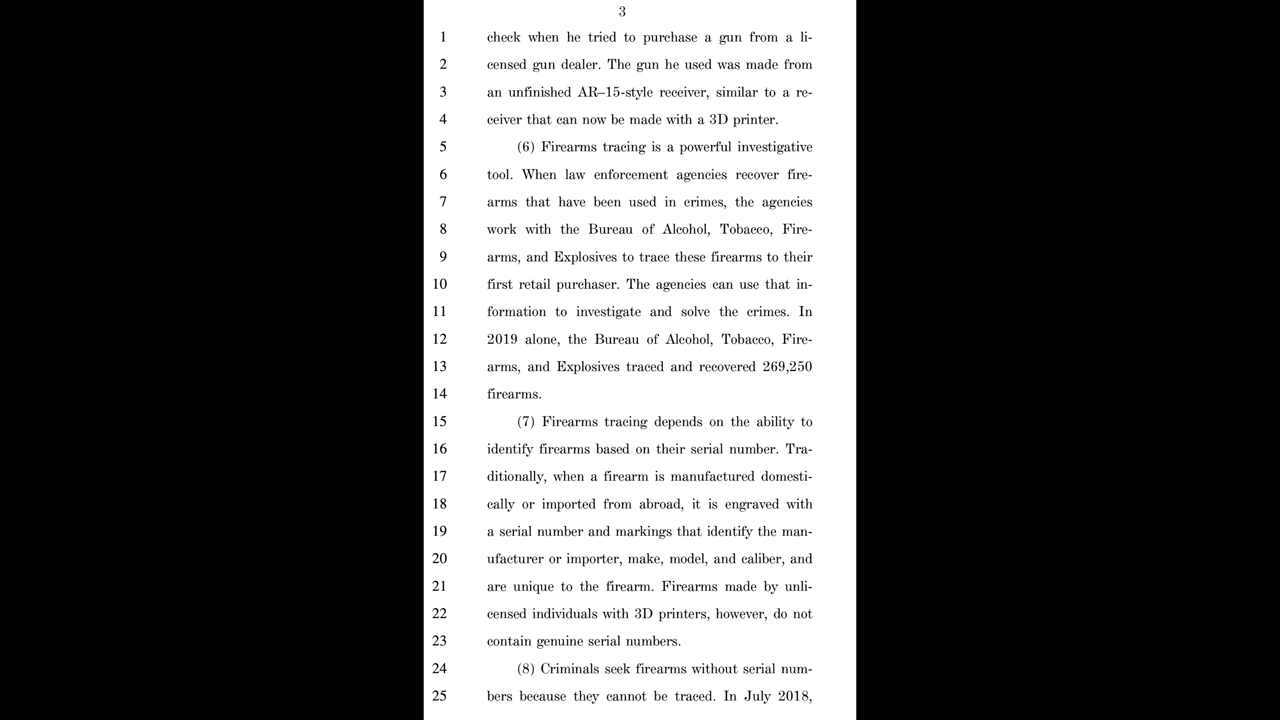 3
1 check when he tried to purchase a gun from a li-
2 censed gun dealer. The gun he used was made from
3 an unfinished AR–15-style receiver, similar to a re-
4 ceiver that can now be made with a 3D printer.
5 (6) Firearms tracing is a powerful investigative
6 tool. When law enforcement agencies recover fire-
7 arms that have been used in crimes, the agencies
8 work with the Bureau of Alcohol, Tobacco, Fire-
9 arms, and Explosives to trace these firearms to their
10 first retail purchaser. The agencies can use that in-
11 formation to investigate and solve the crimes. In
12 2019 alone, the Bureau of Alcohol, Tobacco, Fire-
13 arms, and Explosives traced and recovered 269,250
14 firearms.
15 (7) Firearms tracing depends on the ability to
16 identify firearms based on their serial number. Tra-
17 ditionally, when a firearm is manufactured domesti-
18 cally or imported from abroad, it is engraved with
19 a serial number and markings that identify the man-
20 ufacturer or importer, make, model, and caliber, and
21 are unique to the firearm. Firearms made by unli-
22 censed individuals with 3D printers, however, do not
23 contain genuine serial numbers.
24 (8) Criminals seek firearms without serial num-
25 bers because they cannot be traced. In July 2018,